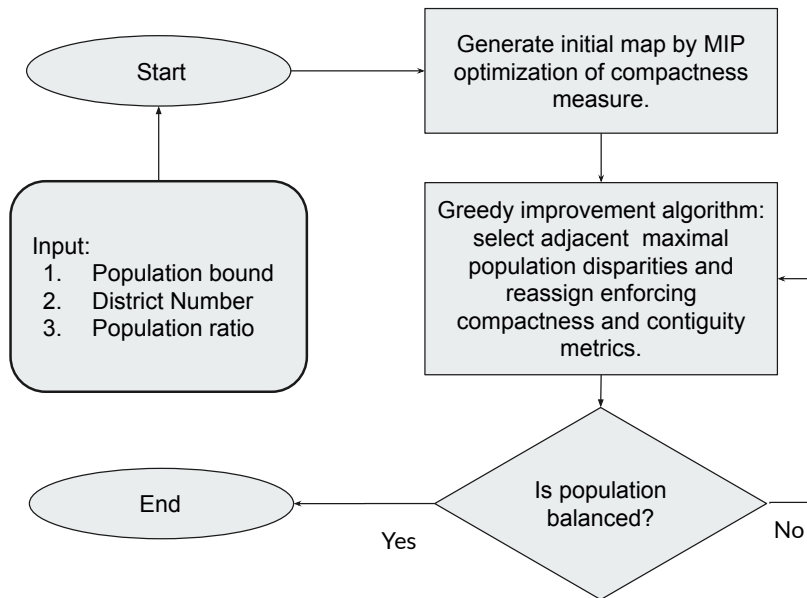 Start
Generate initial map by MIP
optimization of compactness
measure.
Input:
1. Population bound
2. District Number
3. Population ratio
Greedy improvement algorithm:
select adjacent  maximal
population disparities and
reassign enforcing
compactness and contiguity
metrics.
Is population
balanced?
End
Yes
No